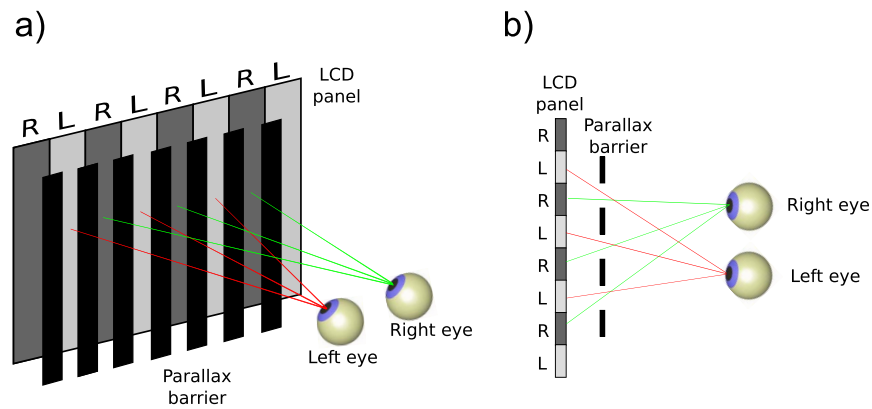 a)
R L R L R L R L
LCD
panel
Left eye
Right eye
Parallax
barrier
b)
LCD
panel
Parallax
barrier
R
L
R
L
R
L
R
L
Right eye
Left eye